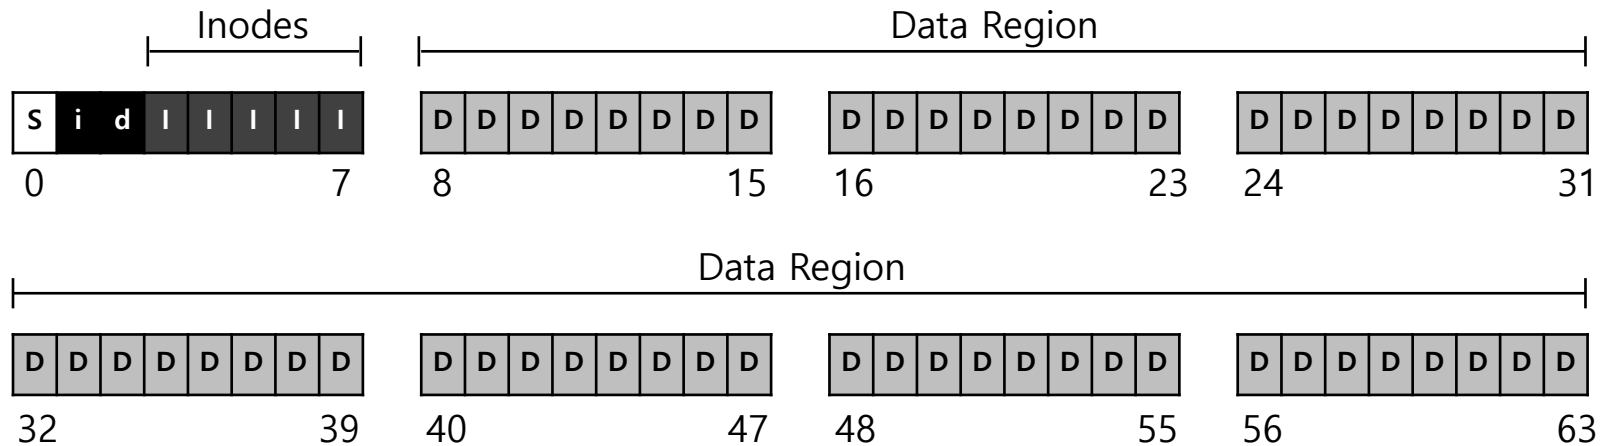 Inodes Data Region
S i d I I I I I D D D D D D D D D D D D D D D D D D D D D D D D
0 7 8 15 16 23 24 31
Data Region
D D D D D D D D D D D D D D D D D D D D D D D D D D D D D D D D
32 39 40 47 48 55 56 63